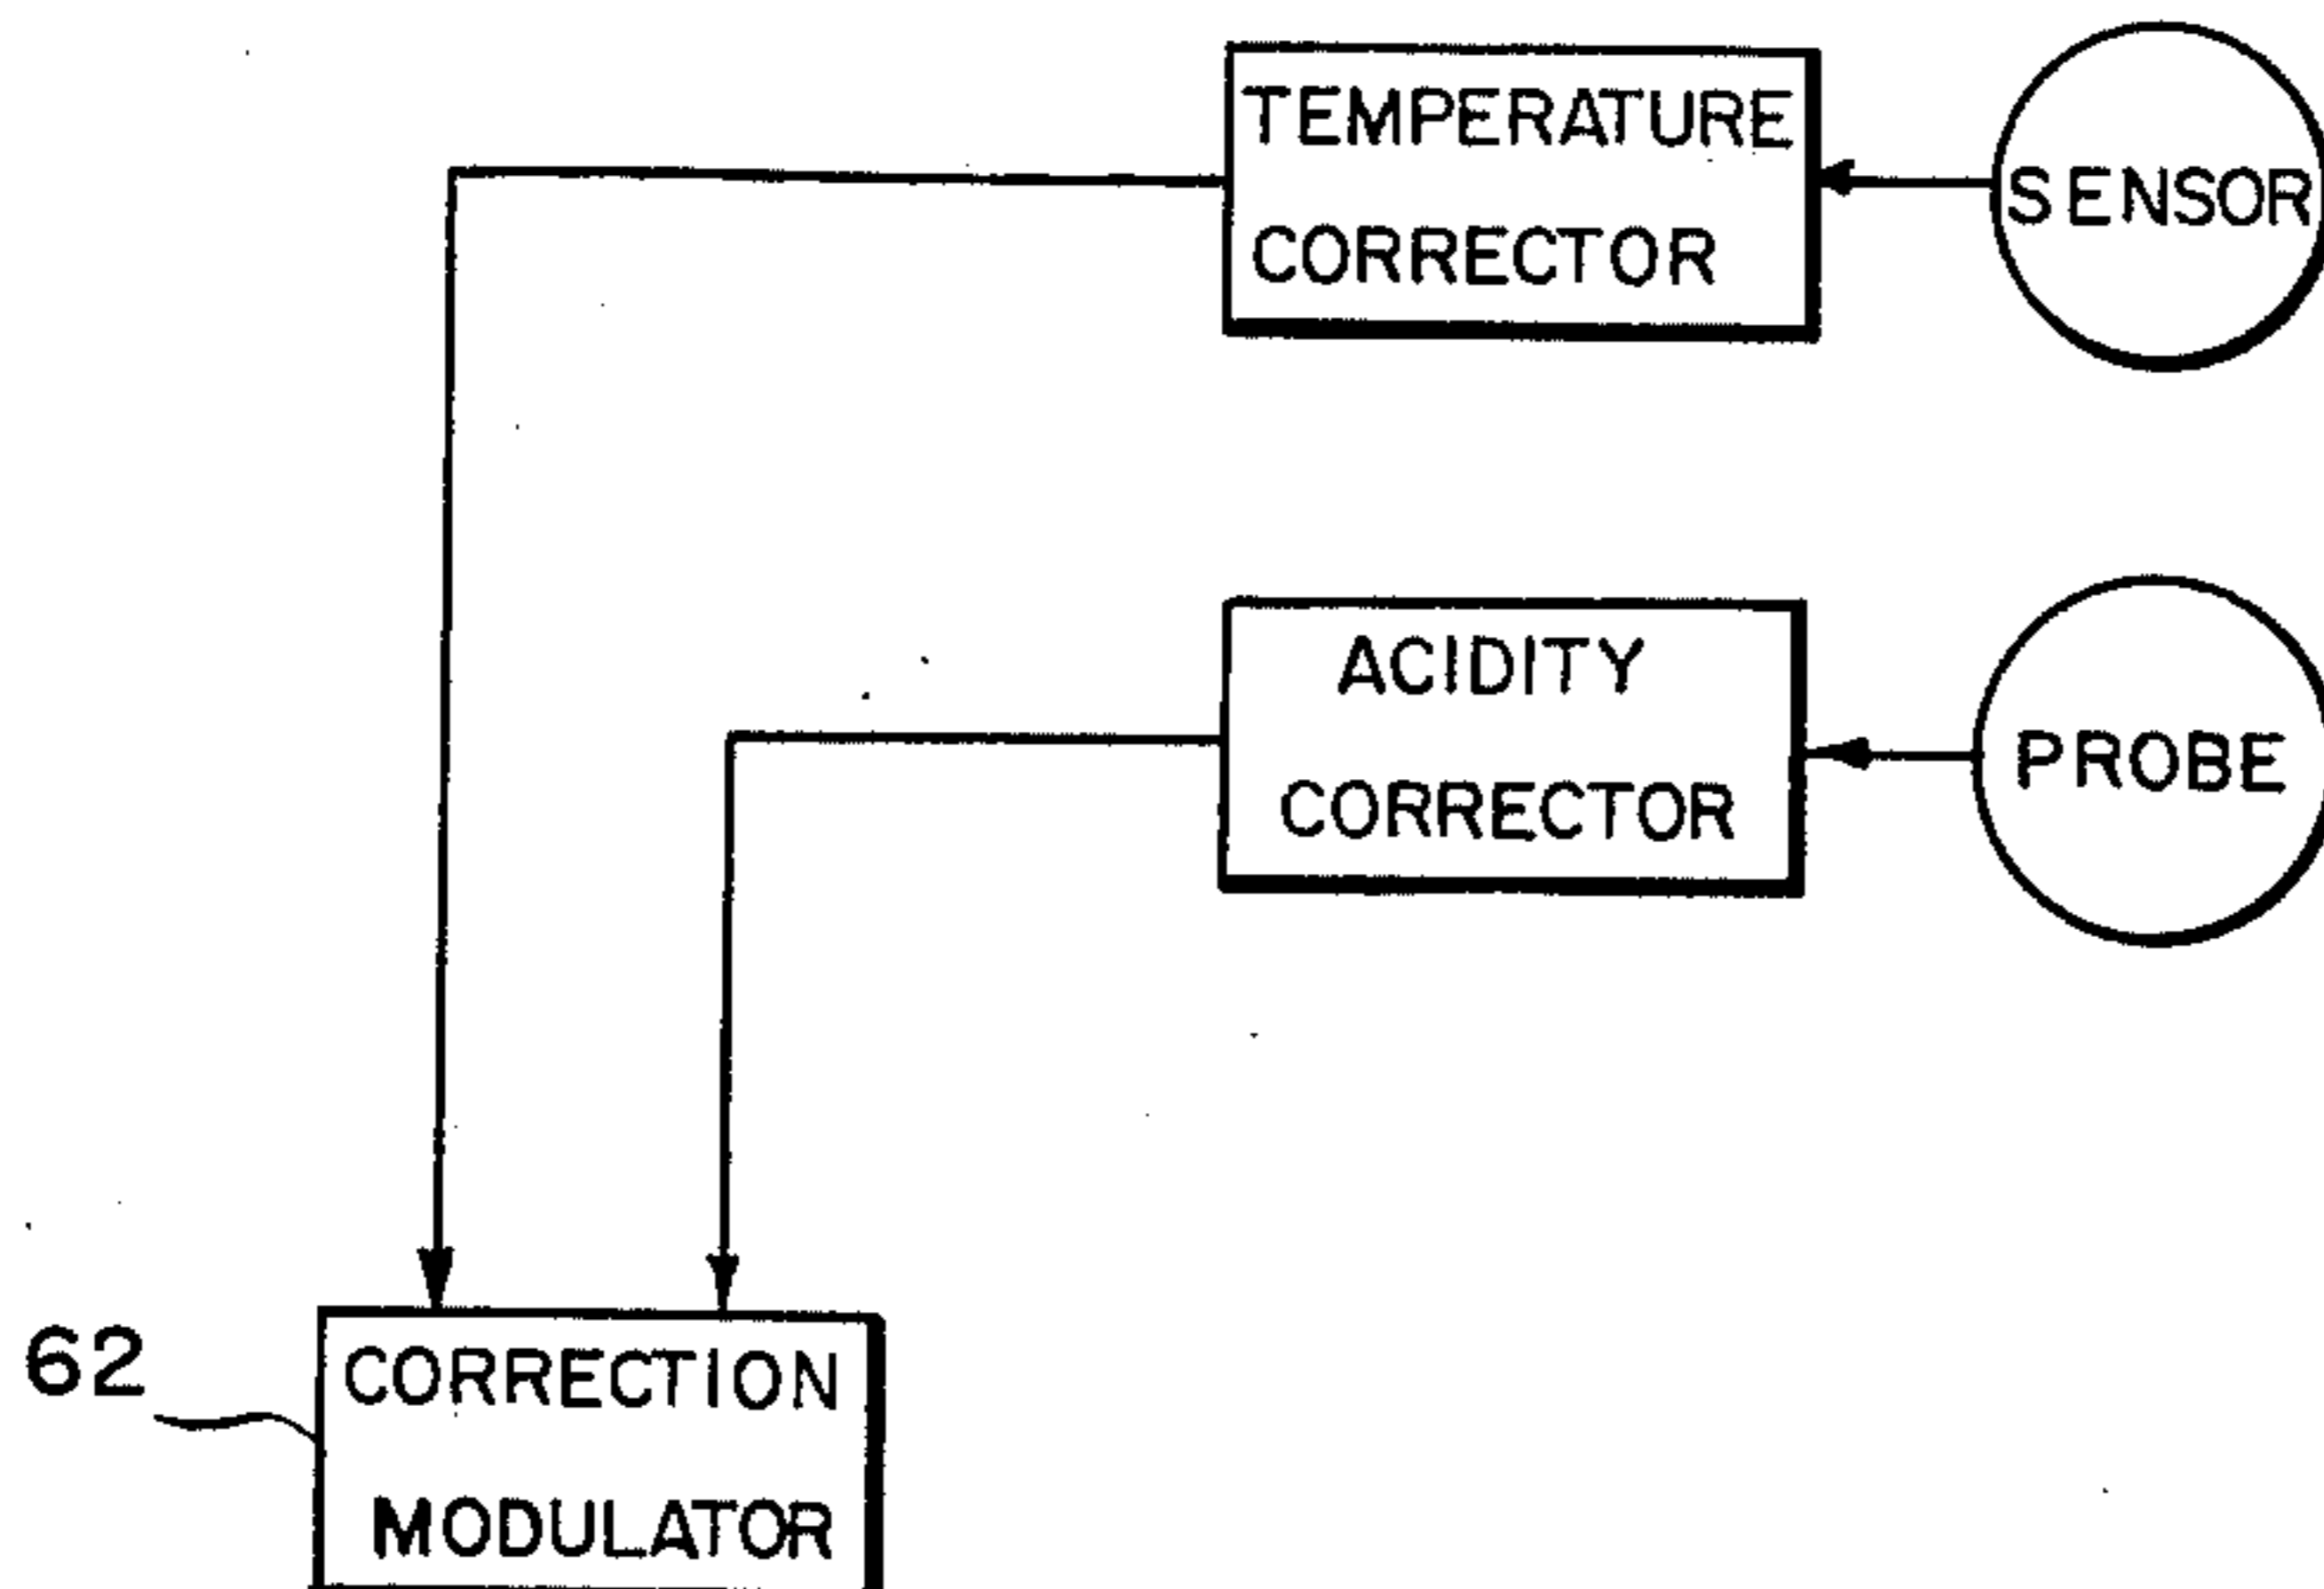 TEMPERATURE
CORRECTOR
SENSOR
ACIDITY
CORRECTOR
PROBE
62
CORRECTION
MODULATOR